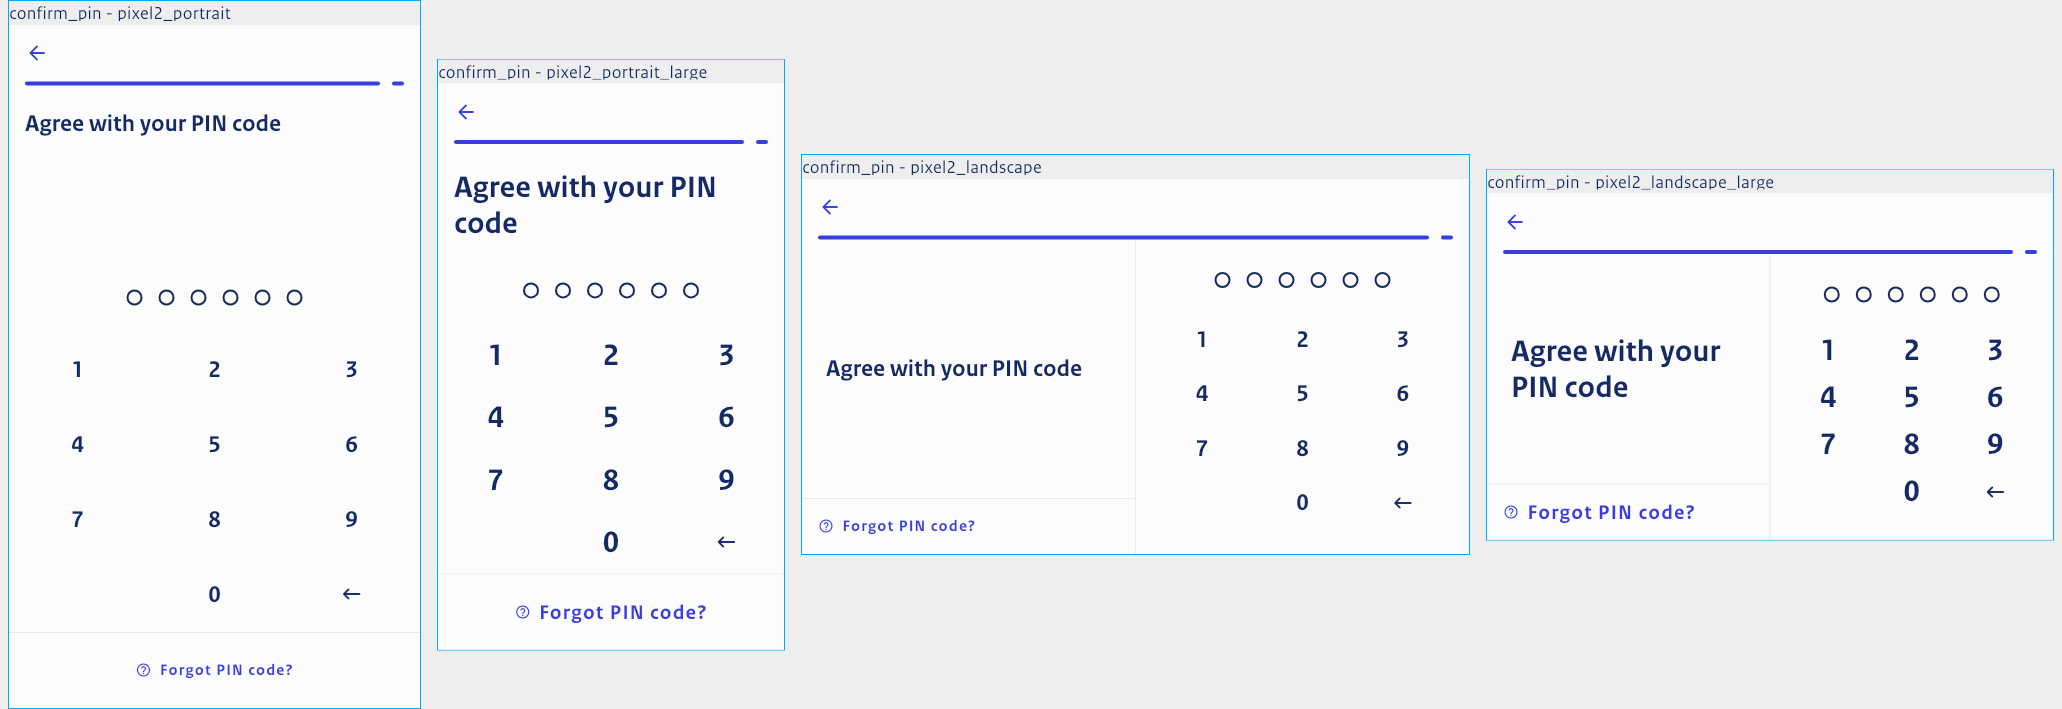 confirm_pin - pixel2_portrait
Agree with your PIN code
1 2 3
4 5 6
7 8 9
0
Forgot PIN code?
confirm_pin - pixel2_portrait_large
Agree with your PIN
code
1 2 3
4 5 6
7 8 9
0
Forgot PIN code?
confirm_pin - pixel2_landscape
Agree with your PIN code
1 2 3
4 5 6
7 8 9
0
Forgot PIN code?
confirm_pin - pixel2_landscape_large
Agree with your
PIN code
1 2 3
4 5 6
7 8 9
0
Forgot PIN code?